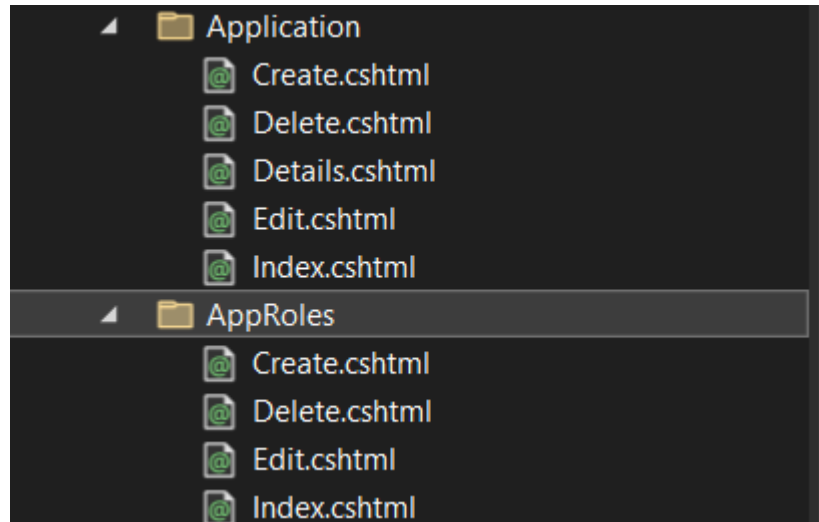 Application
Create.cshtml
Delete.cshtml
Details.cshtml
Edit.cshtml
Index.cshtml
AppRoles
Create.cshtml
Delete.cshtml
Edit.cshtml
Index.cshtml